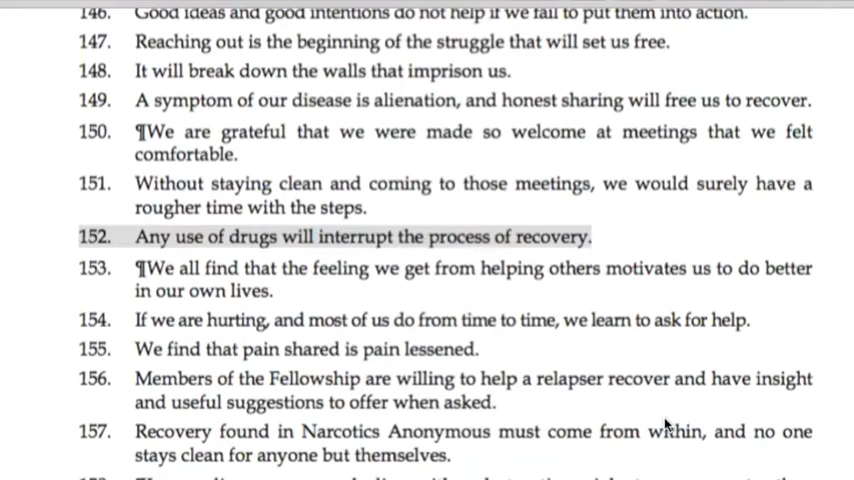 146. Good ideas and good intentions do not help if we fail to put them into action.
147. Reaching out is the beginning of the struggle that will set us free.
148. It will break down the walls that imprison us.
149. A symptom of our disease is alienation, and honest sharing will free us to recover.
150. ¶We are grateful that we were made so welcome at meetings that we felt
comfortable.
151. Without staying clean and coming to those meetings, we would surely have a
rougher time with the steps.
152. Any use of drugs will interrupt the process of recovery.
153. ¶We all find that the feeling we get from helping others motivates us to do better
in our own lives.
154. If we are hurting, and most of us do from time to time, we learn to ask for help.
155. We find that pain shared is pain lessened.
156. Members of the Fellowship are willing to help a relapser recover and have insight
and useful suggestions to offer when asked.
157. Recovery found in Narcotics Anonymous must come from within, and no one
stays clean for anyone but themselves.